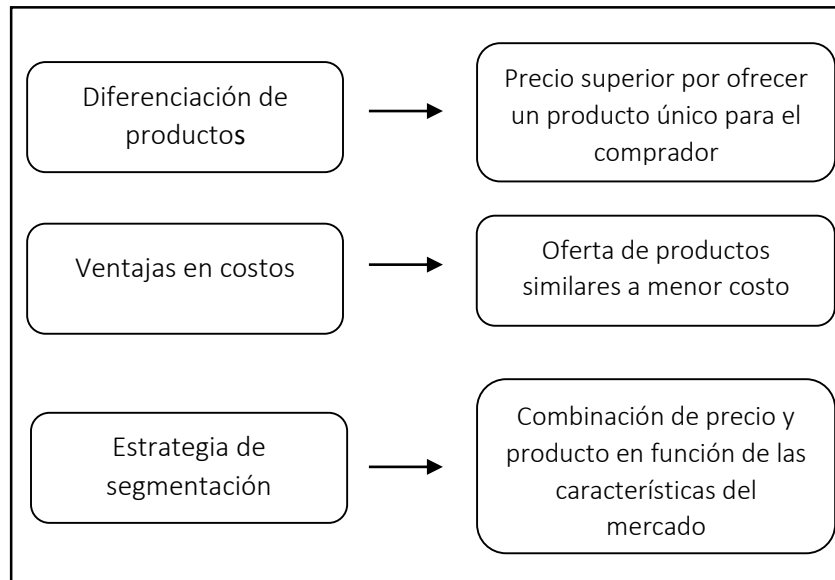 Diferenciación de
productos
Precio superior por ofrecer
un producto único para el
comprador
Ventajas en costos
Oferta de productos
similares a menor costo
Estrategia de
segmentación
Combinación de precio y
producto en función de las
características del
mercado